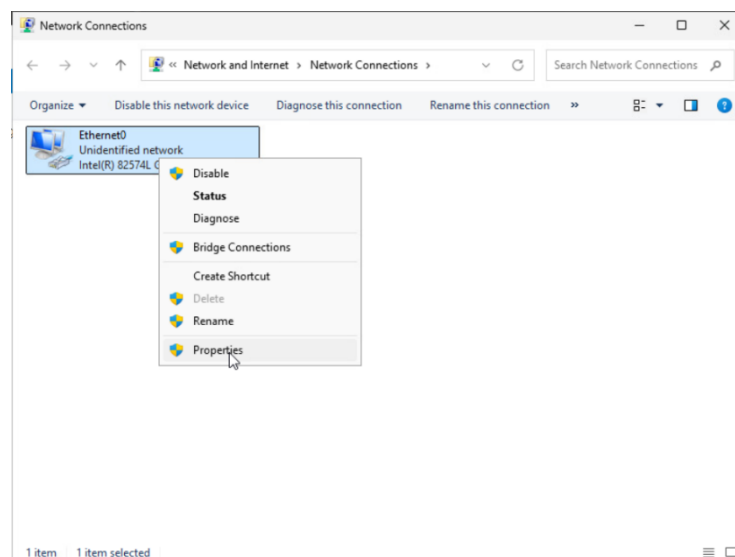 Network Connections
« Network and Internet > Network Connections >
Search Network Connections
Organize
Disable this network device
Diagnose this connection
Rename this connection
»
Ethernet0
Unidentified network
Intel(R) 82574L
Disable
Status
Diagnose
Bridge Connections
Create Shortcut
Delete
Rename
Properties
1 item
1 item selected